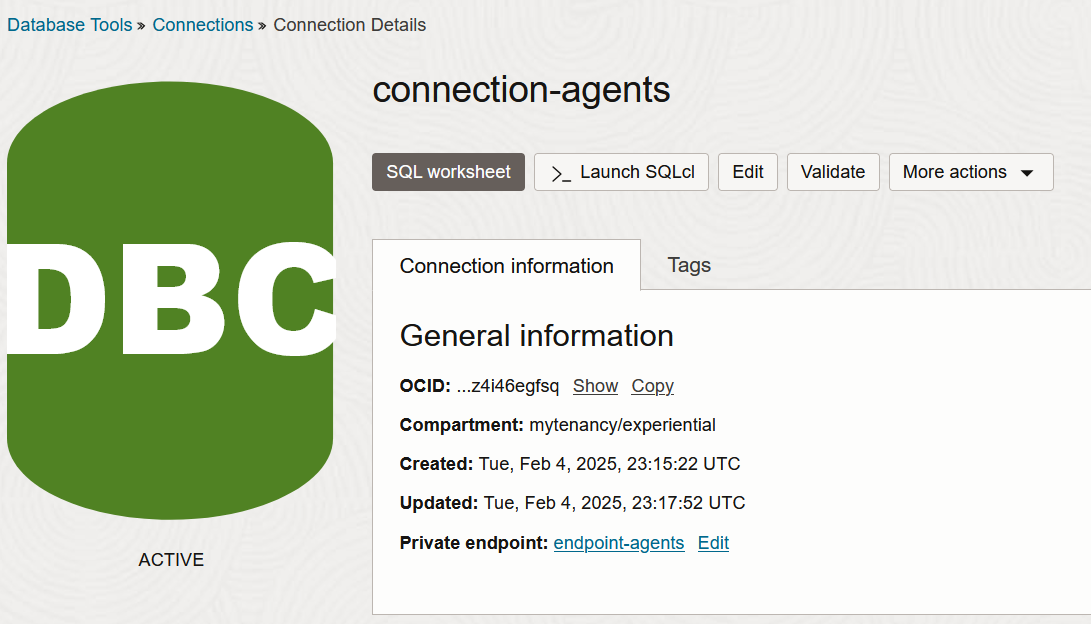 Database Tools » Connections » Connection Details
DBC
ACTIVE
connection-agents
SQL worksheet >_ Launch SQLcl Edit Validate More actions
Connection information Tags
General information
OCID: ...z4i46egfsq Show Copy
Compartment: mytenancy/experiential
Created: Tue, Feb 4, 2025, 23:15:22 UTC
Updated: Tue, Feb 4, 2025, 23:17:52 UTC
Private endpoint: endpoint-agents Edit